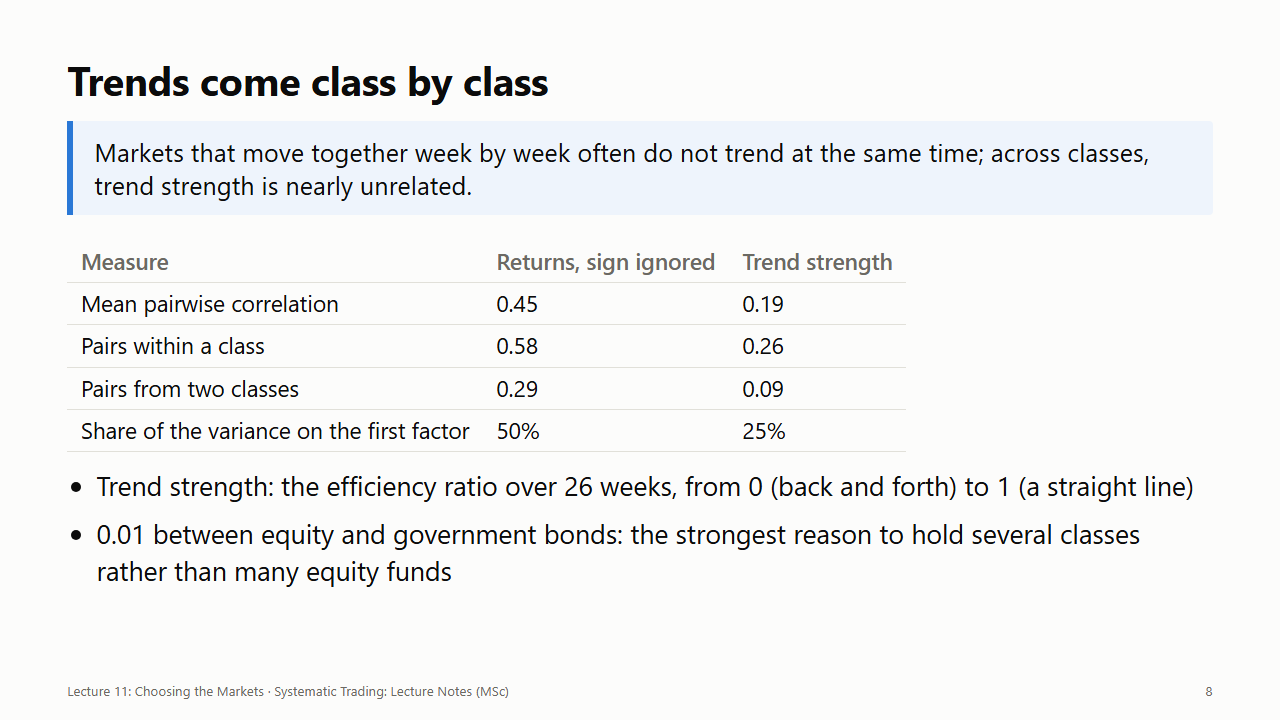 Trends come class by class
Markets that move together week by week often do not trend at the same time; across classes,
trend strength is nearly unrelated.
Measure Returns, sign ignored Trend strength
Mean pairwise correlation 0.45 0.19
Pairs within a class 0.58 0.26
Pairs from two classes 0.29 0.09
Share of the variance on the first factor 50% 25%
• Trend strength: the efficiency ratio over 26 weeks, from 0 (back and forth) to 1 (a straight line)
• 0.01 between equity and government bonds: the strongest reason to hold several classes
rather than many equity funds
Lecture 11: Choosing the Markets · Systematic Trading: Lecture Notes (MSc) 8